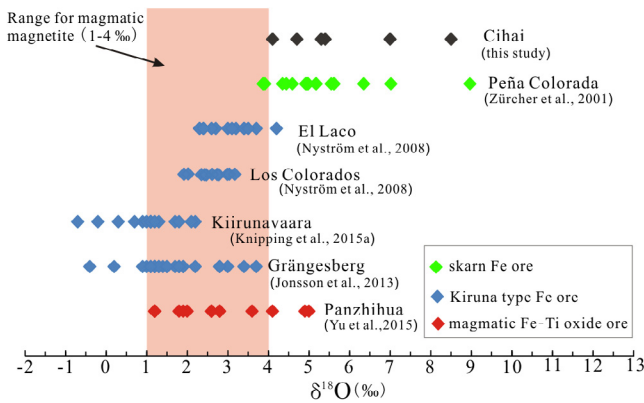 Range for magmatic
magnetite (1-4 ‰)
Cihai
(this study)
Peña Colorada
(Zürcher et al., 2001)
El Laco
(Nyström et al., 2008)
Los Colorados
(Nyström et al., 2008)
Kiirunavaara
(Knipping et al., 2015a)
Grängesberg
(Jonsson et al., 2013)
Panzhihua
(Yu et al.,2015)
skarn Fe ore
Kiruna type Fe ore
magmatic Fe-Ti oxide ore
-2 -1 0 1 2 3 4 5 6 7 8 9 10 11 12 13
δ¹⁸O(‰)